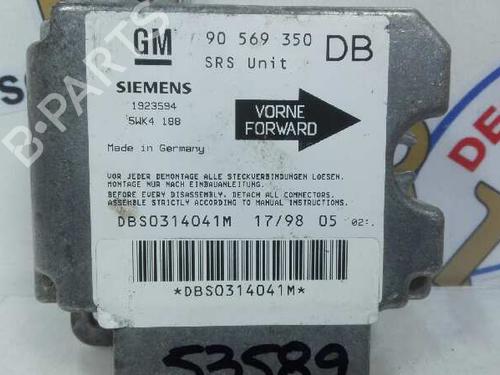 GM 90 569 350 DB
SRS Unit
SIEMENS
1923594
5WK4 188
VORNE
FORWARD
Made in Germany
VOR JEDER DEMONTAGE ALLE STECKVERBINDUNGEN LOESEN.
MONTAGE NUR NACH EINBAUANLEITUNG.
BEFORE EVERY DISASSEMBLY. DETACH ALL CONNECTORS.
ASSEMBLE STRICTLY ACCORDING TO MANUAL INSTRUCTIONS.
DBS0314041M 17/98 05 02:.
*DBS0314041M*
53589